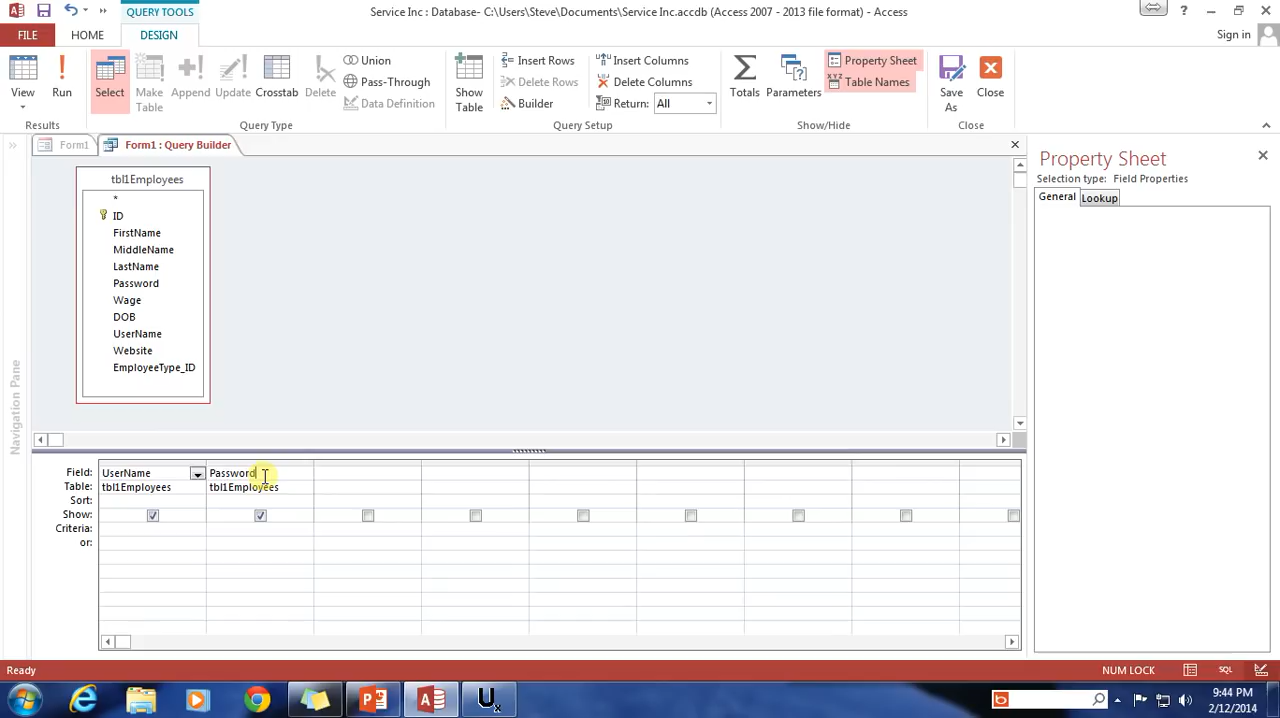 QUERY TOOLS
Service Inc : Database- C:\Users\Steve\Documents\Service Inc.accdb (Access 2007 - 2013 file format) - Access
FILE HOME DESIGN Sign in
View Run Select Make Table Append Update Crosstab Delete
Union
Pass-Through
Data Definition
Show Table
Insert Rows
Delete Rows
Builder
Insert Columns
Delete Columns
Return: All
Totals Parameters
Property Sheet
Table Names
Save As Close
Results Query Type Query Setup Show/Hide Close
Form1 Form1 : Query Builder
Navigation Pane
tbl1Employees
*
ID
FirstName
MiddleName
LastName
Password
Wage
DOB
UserName
Website
EmployeeType_ID
Property Sheet
Selection type: Field Properties
General Lookup
Field: UserName Password
Table: tbl1Employees tbl1Employees
Sort:
Show:
Criteria:
or:
Ready NUM LOCK SQL
9:44 PM
2/12/2014